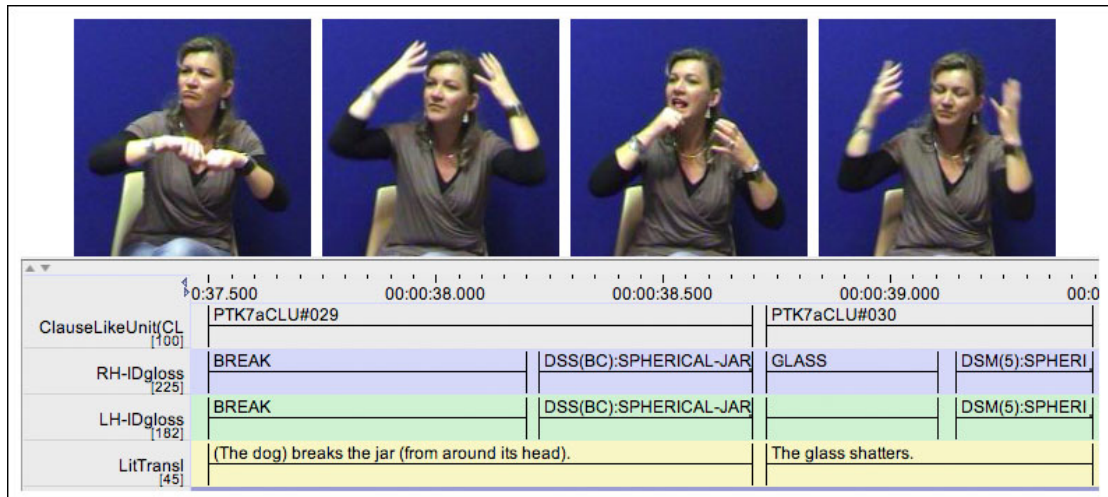 0:37.500 00:00:38.000 00:00:38.500 00:00:39.000 00:0
ClauseLikeUnit(CL PTK7aCLU#029 PTK7aCLU#030
[100]
RH-IDgloss BREAK DSS(BC):SPHERICAL-JAR GLASS DSM(5):SPHERI
[225]
LH-IDgloss BREAK DSS(BC):SPHERICAL-JAR DSM(5):SPHERI
[182]
LitTransl (The dog) breaks the jar (from around its head). The glass shatters.
[45]